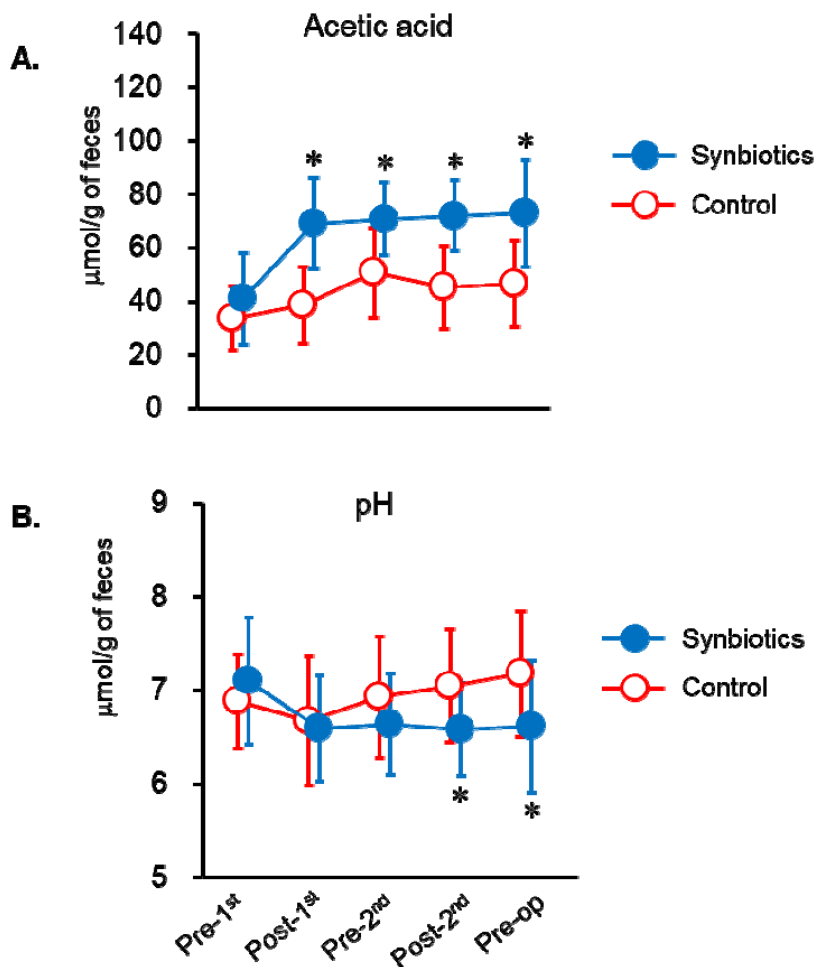 A.
Acetic acid
μmol/g of feces
140
120
100
80
60
40
20
0
*
*
*
*
Synbiotics
Control
B.
pH
μmol/g of feces
9
8
7
6
5
*
*
Synbiotics
Control
Pre-1st
Post-1st
Pre-2nd
Post-2nd
Pre-op